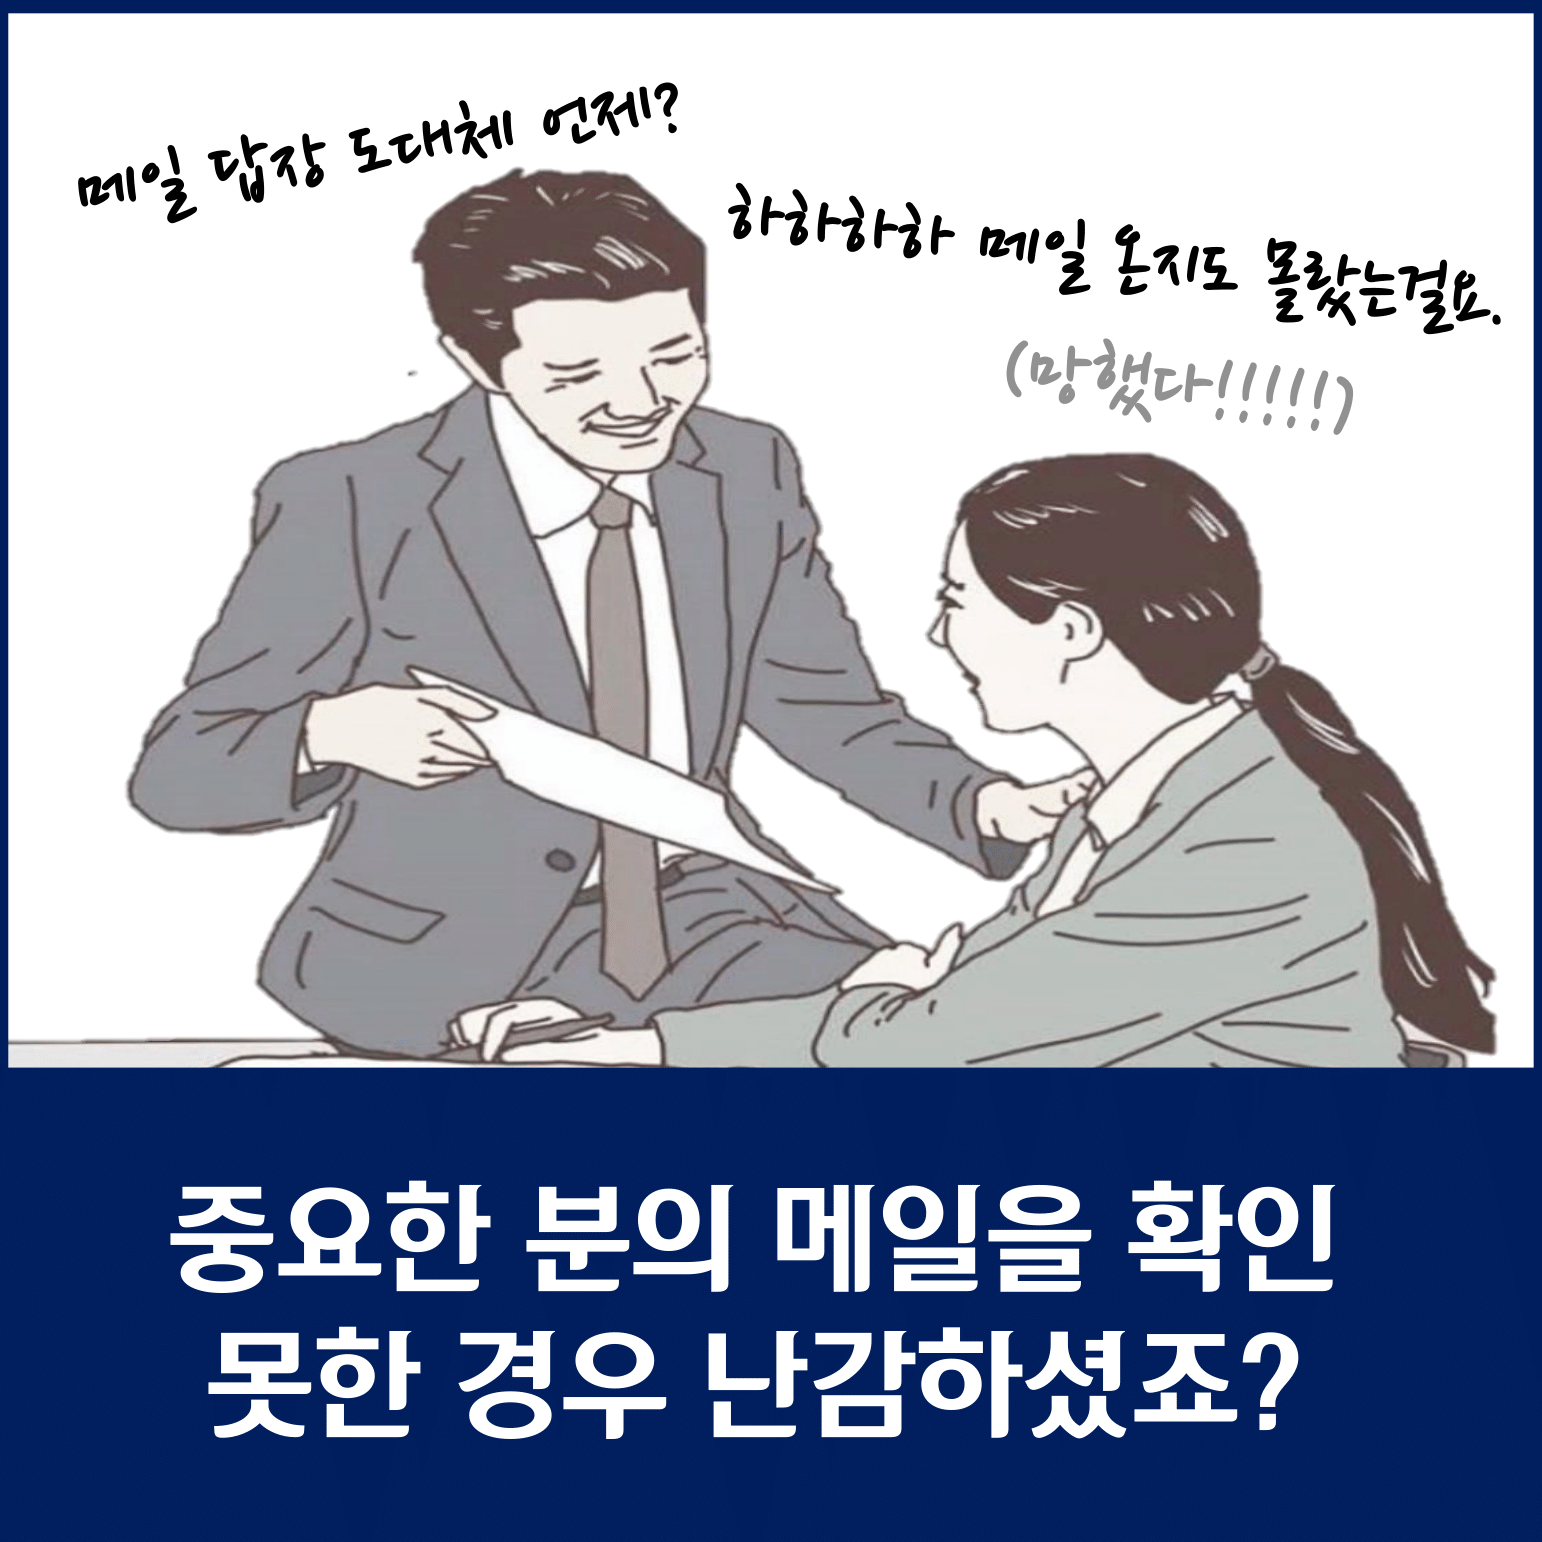 메일 답장 도대체 언제?
하하하하 메일 온지도 몰랐는걸요.
(망했다!!!!!)
중요한 분의 메일을 확인
못한 경우 난감하셨죠?